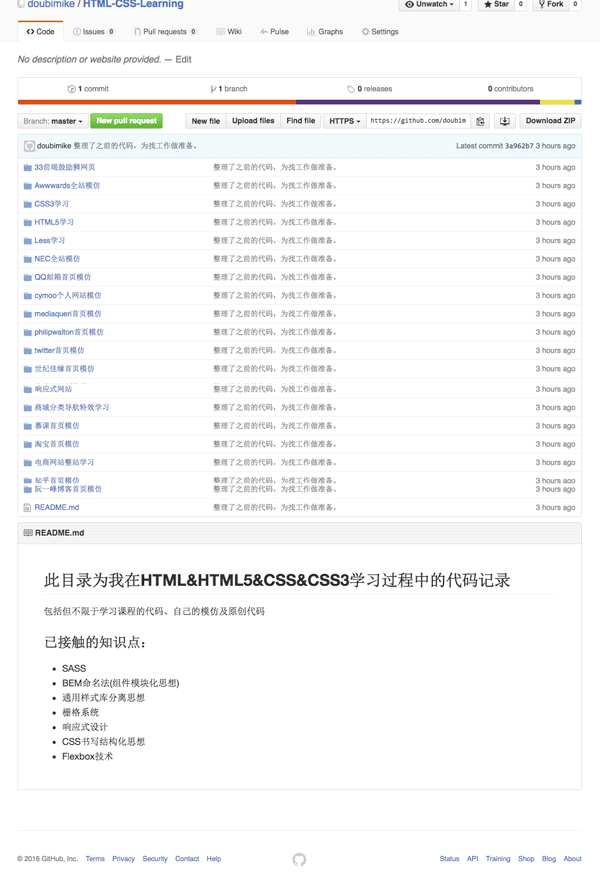 doubimike / HTML-CSS-Learning
Unwatch 1 Star 0 Fork 0
Code Issues 0 Pull requests 0 Wiki Pulse Graphs Settings
No description or website provided. — Edit
1 commit 1 branch 0 releases 0 contributors
Branch: master New pull request New file Upload files Find file HTTPS https://github.com/doubim Download ZIP
doubimike 整理了之前的代码，为找工作做准备。 Latest commit 3a962b7 3 hours ago
33前端鼓励狮网页 整理了之前的代码，为找工作做准备。 3 hours ago
Awwwards全站模仿 整理了之前的代码，为找工作做准备。 3 hours ago
CSS3学习 整理了之前的代码，为找工作做准备。 3 hours ago
HTML5学习 整理了之前的代码，为找工作做准备。 3 hours ago
Less学习 整理了之前的代码，为找工作做准备。 3 hours ago
NEC全站模仿 整理了之前的代码，为找工作做准备。 3 hours ago
QQ邮箱首页模仿 整理了之前的代码，为找工作做准备。 3 hours ago
cymoo个人网站模仿 整理了之前的代码，为找工作做准备。 3 hours ago
mediaqueri首页模仿 整理了之前的代码，为找工作做准备。 3 hours ago
philipwalton首页模仿 整理了之前的代码，为找工作做准备。 3 hours ago
twitter首页模仿 整理了之前的代码，为找工作做准备。 3 hours ago
世纪佳缘首页模仿 整理了之前的代码，为找工作做准备。 3 hours ago
响应式网站 整理了之前的代码，为找工作做准备。 3 hours ago
商城分类导航特效学习 整理了之前的代码，为找工作做准备。 3 hours ago
慕课首页模仿 整理了之前的代码，为找工作做准备。 3 hours ago
淘宝首页模仿 整理了之前的代码，为找工作做准备。 3 hours ago
电商网站整站学习 整理了之前的代码，为找工作做准备。 3 hours ago
知乎首页模仿 整理了之前的代码，为找工作做准备。 3 hours ago
阮一峰博客首页模仿 整理了之前的代码，为找工作做准备。 3 hours ago
README.md 整理了之前的代码，为找工作做准备。 3 hours ago
README.md
此目录为我在HTML&HTML5&CSS&CSS3学习过程中的代码记录
包括但不限于学习课程的代码、自己的模仿及原创代码
已接触的知识点：
SASS
BEM命名法(组件模块化思想)
通用样式库分离思想
栅格系统
响应式设计
CSS书写结构化思想
Flexbox技术
© 2016 GitHub, Inc. Terms Privacy Security Contact Help Status API Training Shop Blog About